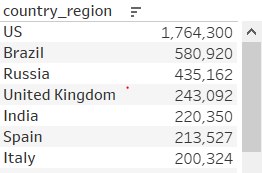 country_region
US 1,764,300
Brazil 580,920
Russia 435,162
United Kingdom 243,092
India 220,350
Spain 213,527
Italy 200,324